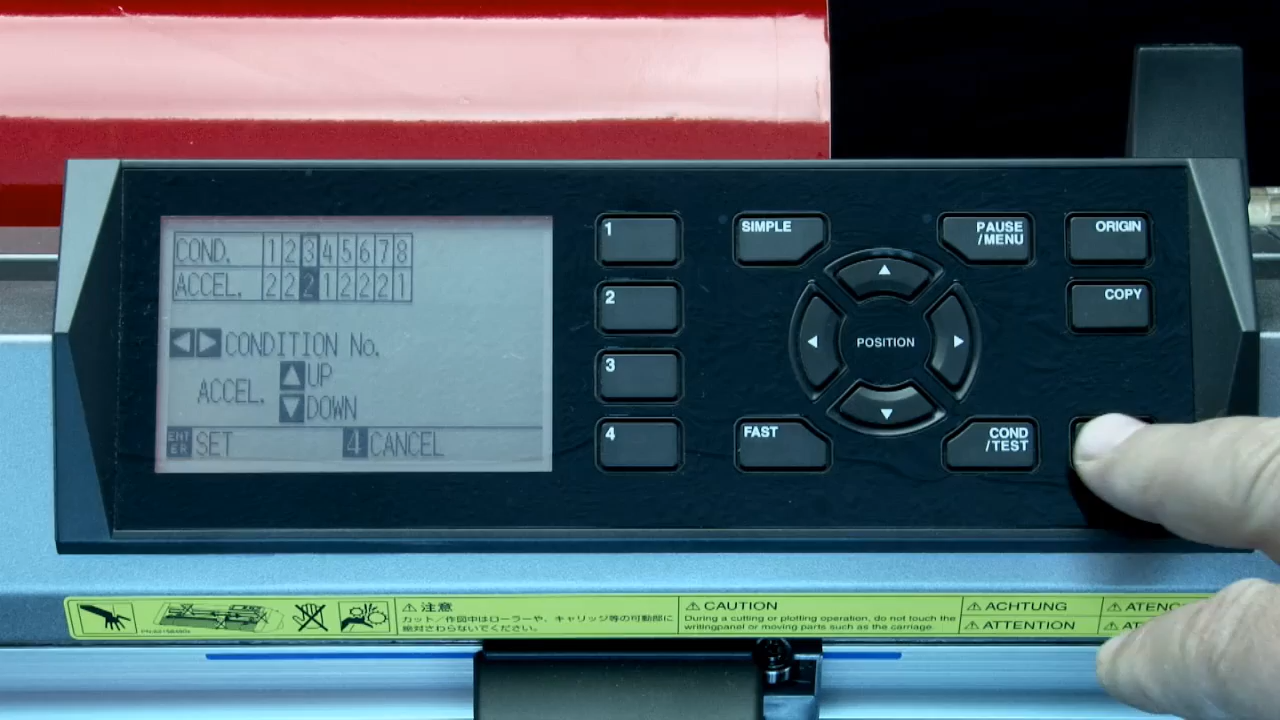 COND. 1 2 3 4 5 6 7 8
ACCEL. 2 2 2 1 2 2 2 1
CONDITION No.
ACCEL. UP
DOWN
ENTER SET 4 CANCEL
1
2
3
4
SIMPLE
PAUSE
/MENU
ORIGIN
COPY
POSITION
FAST
COND
/TEST
注意
カット/作図中はローラーや、キャリッジ等の可動部に
絶対さわらないでください。
CAUTION
During a cutting or plotting operation, do not touch the
writingpanel or moving parts such as the carriage.
ACHTUNG
ATTENTION
ATENC